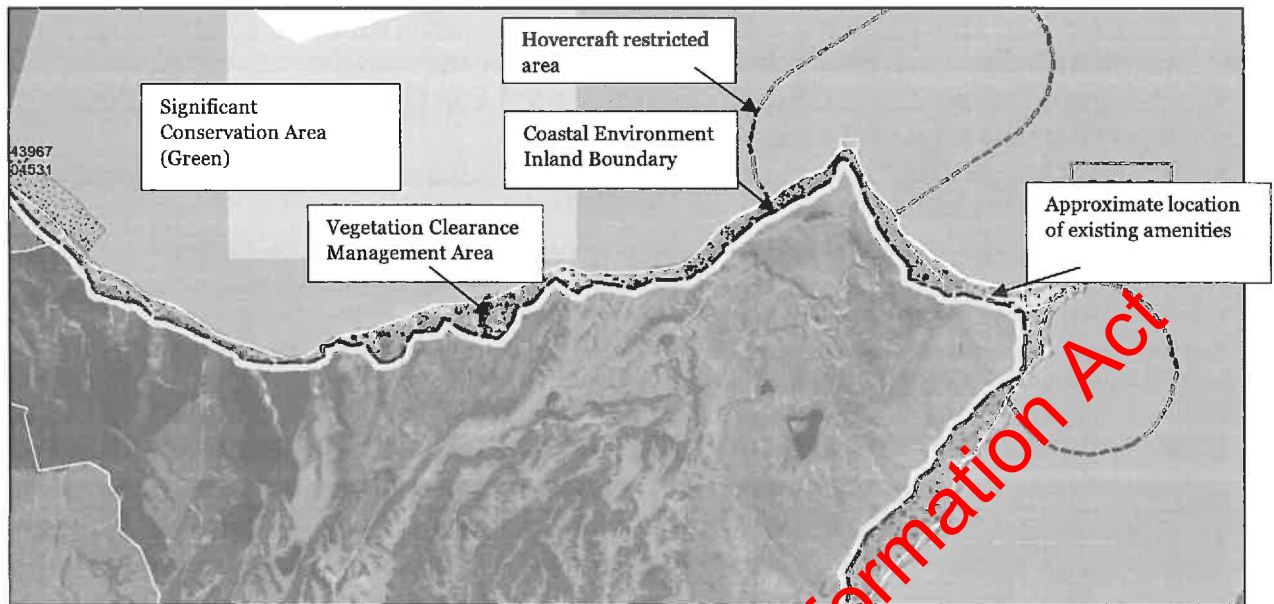 Hovercraft restricted
area
Significant
Conservation Area
(Green)
Coastal Environment
Inland Boundary
43967
04531
Approximate location
of existing amenities
Vegetation Clearance
Management Area
formation Act